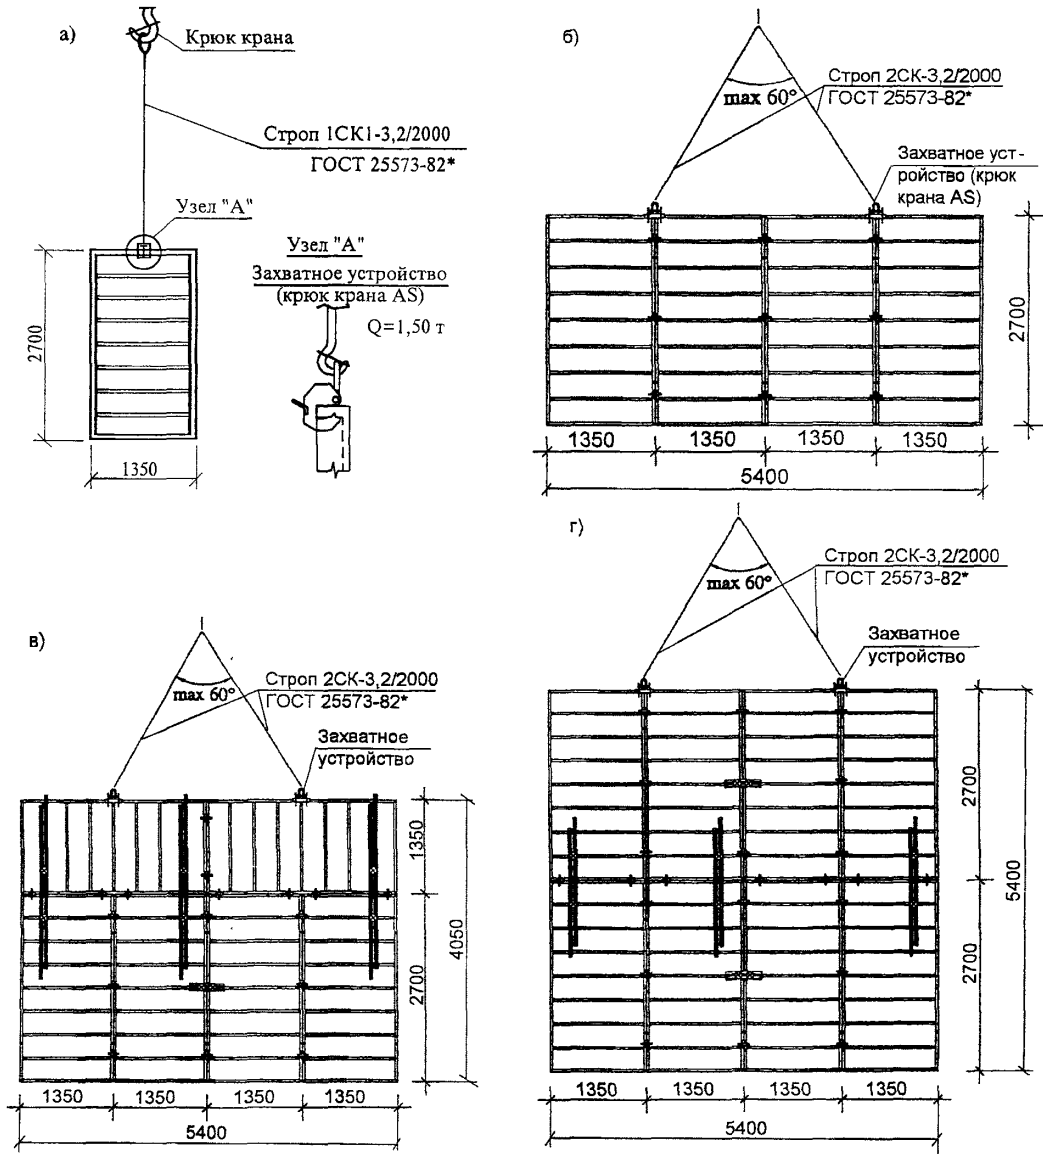 а)
Крюк крана
Строп 1СК1-3,2/2000
ГОСТ 25573-82*
Узел "А"
Узел "А"
Захватное устройство
(крюк крана AS)
Q=1,50 т
2700
1350
б)
max 60°
Строп 2СК-3,2/2000
ГОСТ 25573-82*
Захватное уст-
ройство (крюк
крана AS)
2700
1350
1350
1350
1350
5400
в)
max 60°
Строп 2СК-3,2/2000
ГОСТ 25573-82*
Захватное
устройство
1350
2700
4050
1350
1350
1350
1350
5400
г)
max 60°
Строп 2СК-3,2/2000
ГОСТ 25573-82*
Захватное
устройство
2700
2700
5400
1350
1350
1350
1350
5400